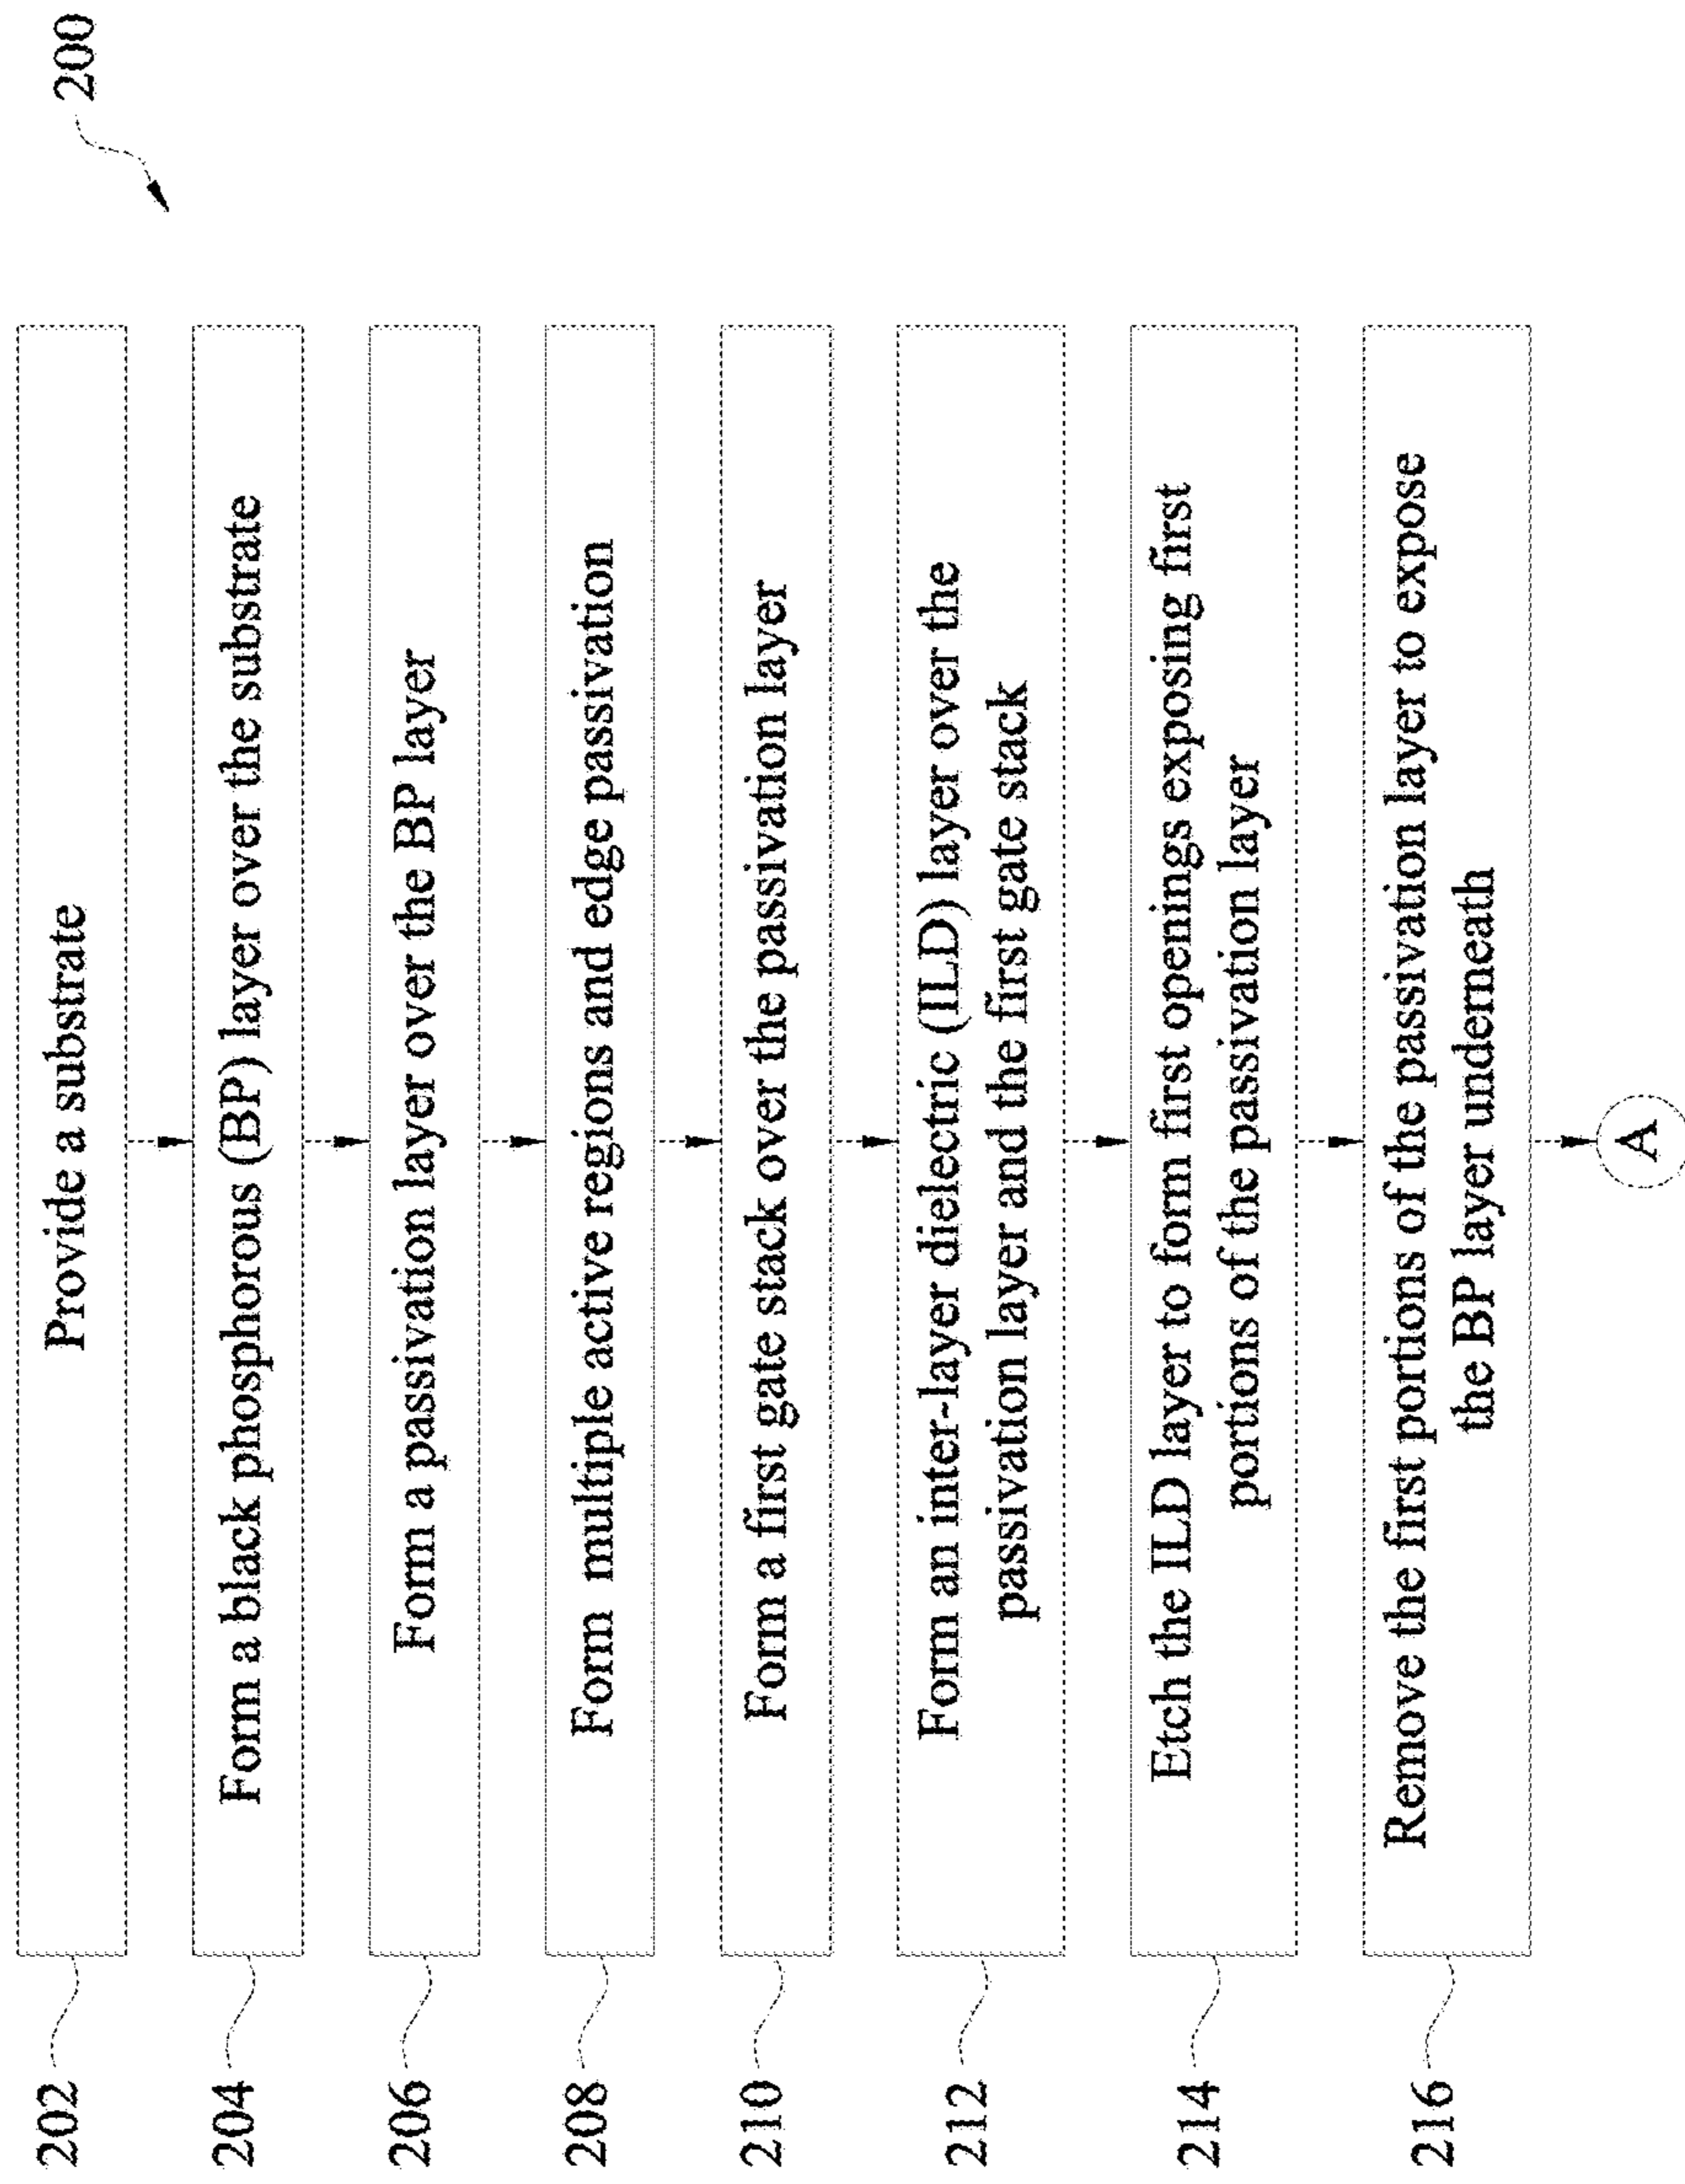 200
202
Provide a substrate
204
Form a black phosphorous (BP) layer over the substrate
206
Form a passivation layer over the BP layer
208
Form multiple active regions and edge passivation
210
Form a first gate stack over the passivation layer
212
Form an inter-layer dielectric (ILD) layer over the
passivation layer and the first gate stack
214
Etch the ILD layer to form first openings exposing first
portions of the passivation layer
216
Remove the first portions of the passivation layer to expose
the BP layer underneath
A